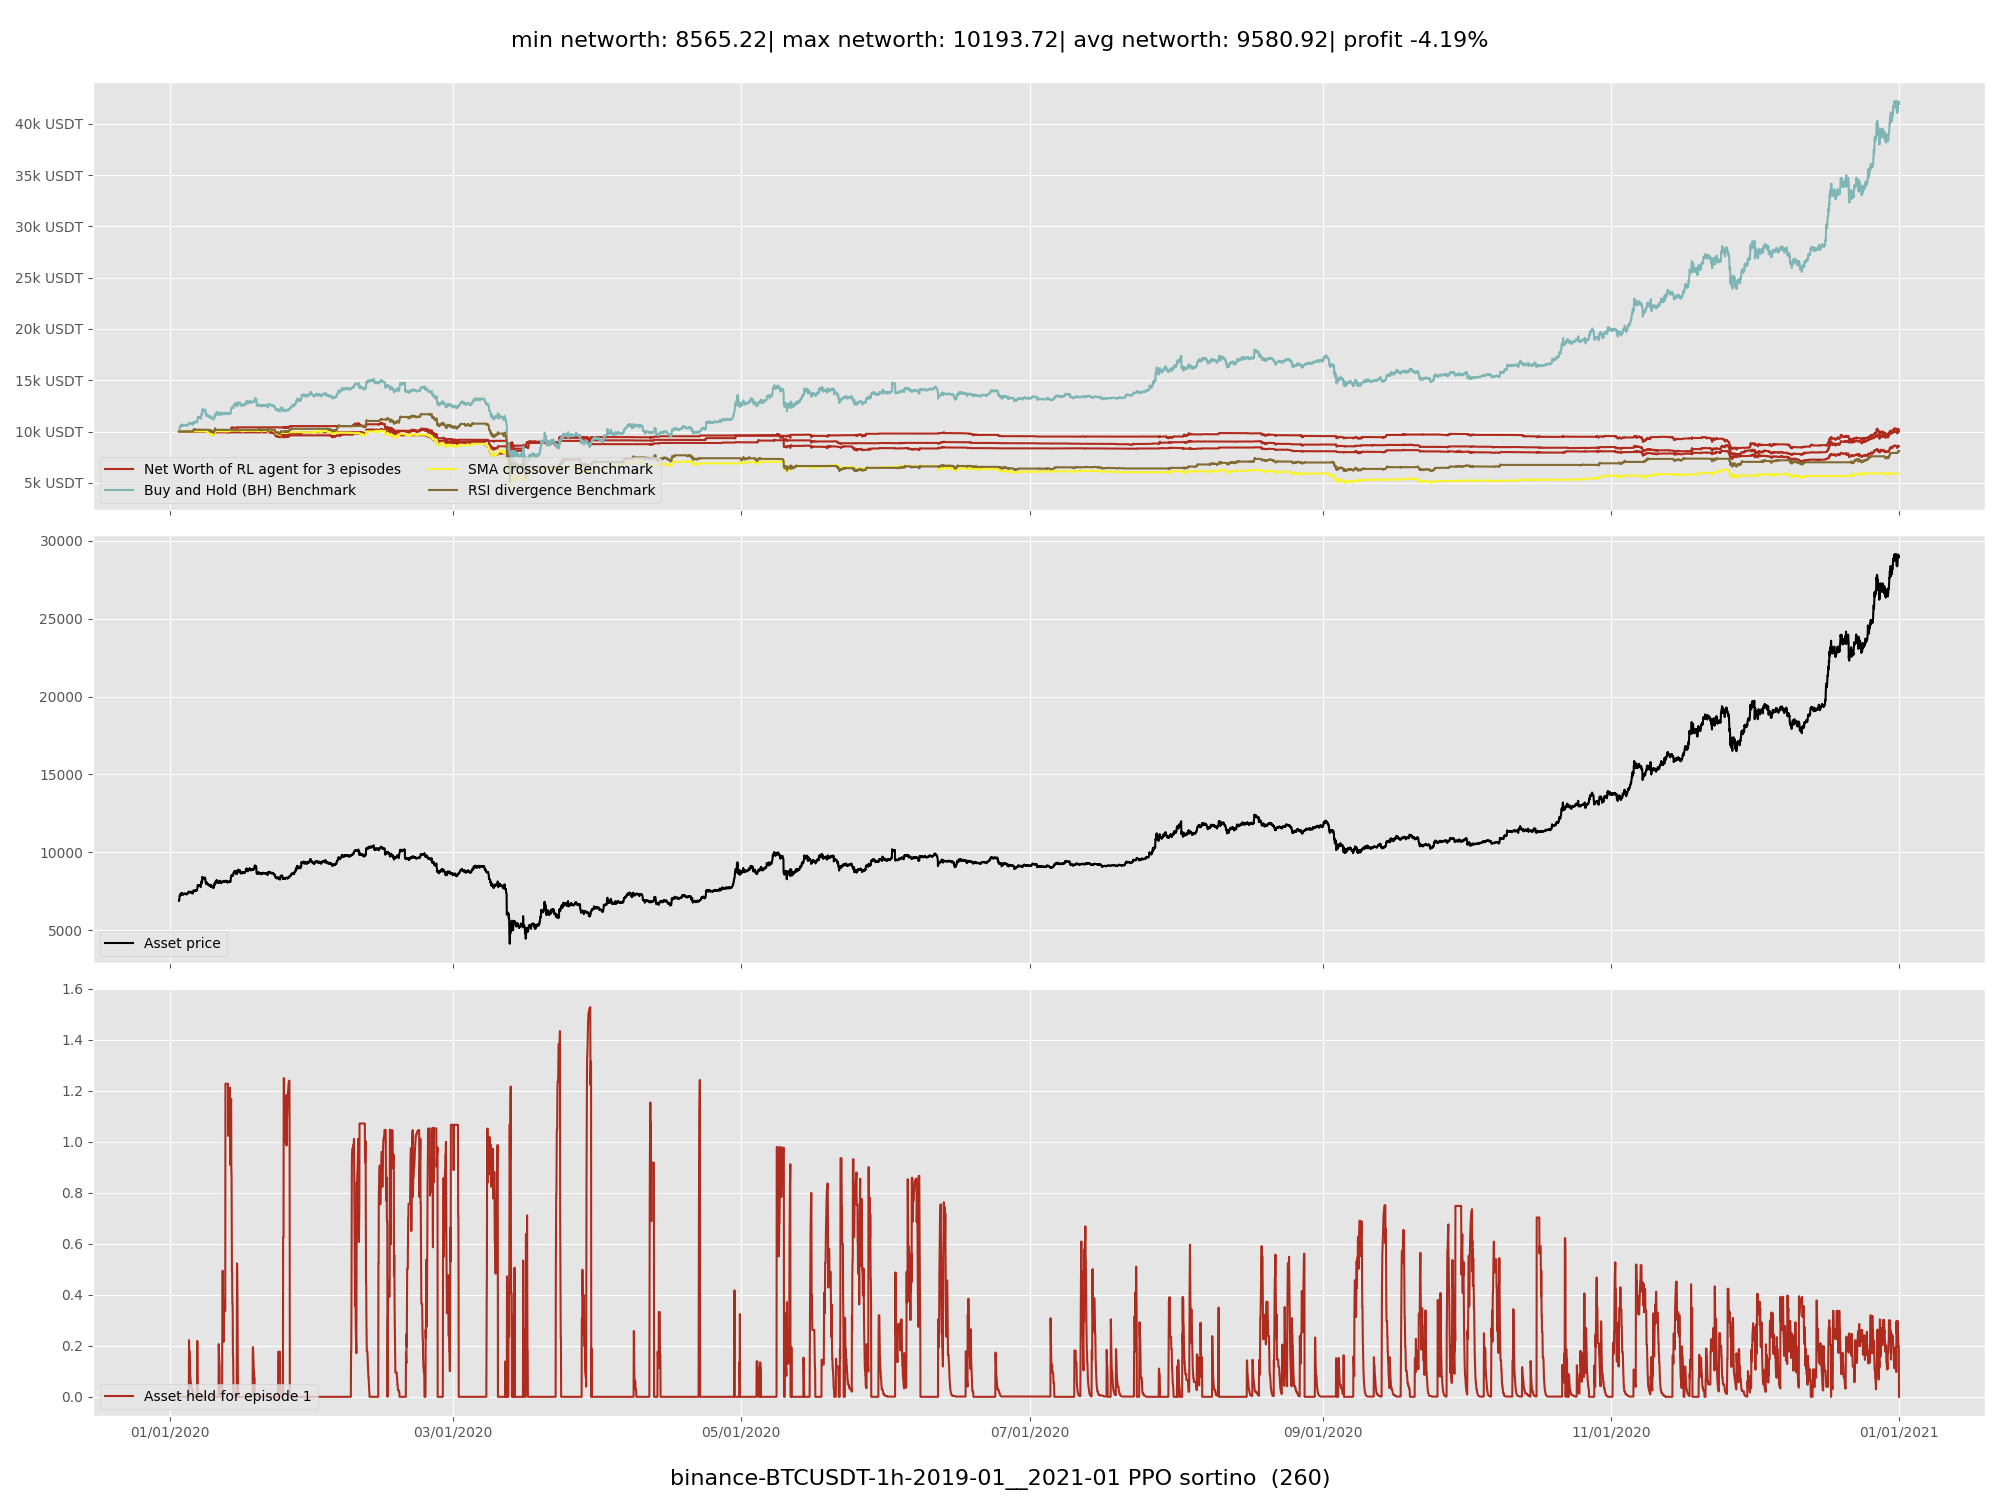 min networth: 8565.22| max networth: 10193.72| avg networth: 9580.92| profit -4.19%
40k USDT
35k USDT
30k USDT
25k USDT
20k USDT
15k USDT
10k USDT
5k USDT
Net Worth of RL agent for 3 episodes
Buy and Hold (BH) Benchmark
SMA crossover Benchmark
RSI divergence Benchmark
30000
25000
20000
15000
10000
5000
Asset price
1.6
1.4
1.2
1.0
0.8
0.6
0.4
0.2
0.0
Asset held for episode 1
01/01/2020 03/01/2020 05/01/2020 07/01/2020 09/01/2020 11/01/2020 01/01/2021
binance-BTCUSDT-1h-2019-01__2021-01 PPO sortino (260)